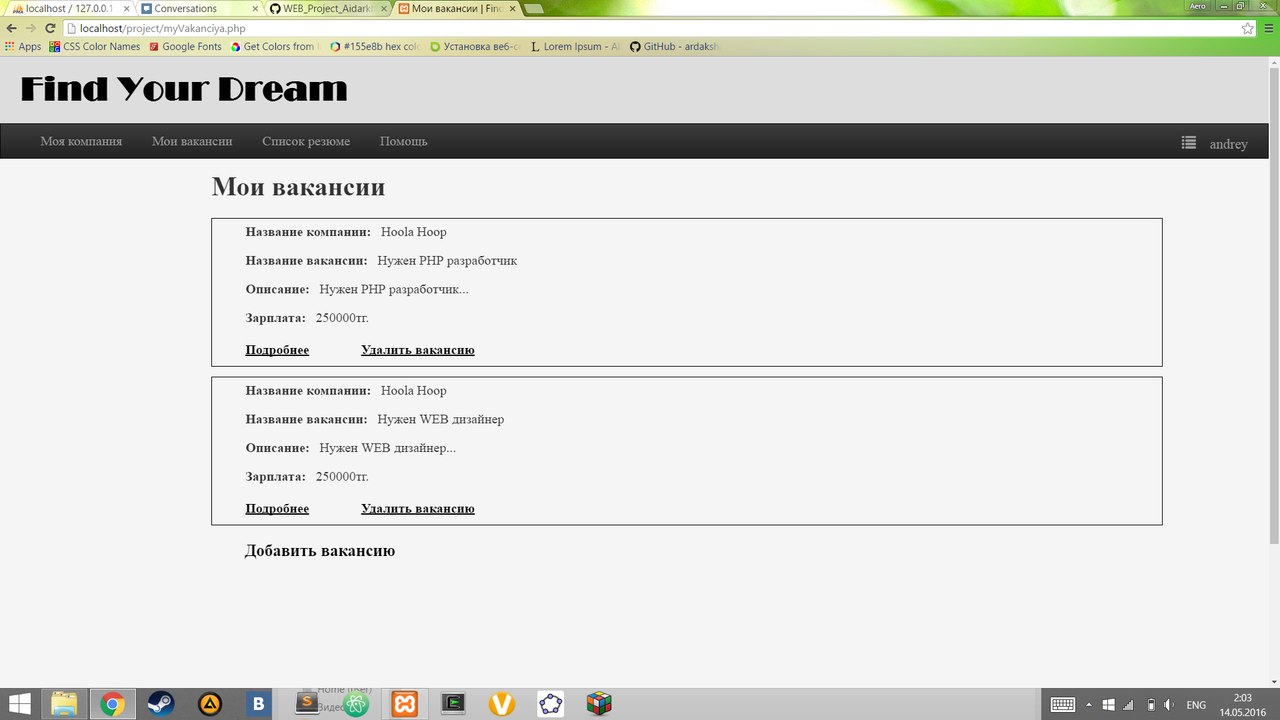 localhost / 127.0.0.1
Conversations
WEB_Project_Aidark
Мои вакансии | Find
Aero
localhost/project/myVakanciya.php
Apps CSS Color Names Google Fonts Get Colors from #155e8b hex col Установка веб-се Lorem Ipsum - Al GitHub - ardaksh
Find Your Dream
Моя компания Мои вакансии Список резюме Помощь andrey
Мои вакансии
Название компании: Hoola Hoop
Название вакансии: Нужен PHP разработчик
Описание: Нужен PHP разработчик...
Зарплата: 250000тг.
Подробнее Удалить вакансию
Название компании: Hoola Hoop
Название вакансии: Нужен WEB дизайнер
Описание: Нужен WEB дизайнер...
Зарплата: 250000тг.
Подробнее Удалить вакансию
Добавить вакансию
Home (user)
Видео
ENG
2:03
14.05.2016